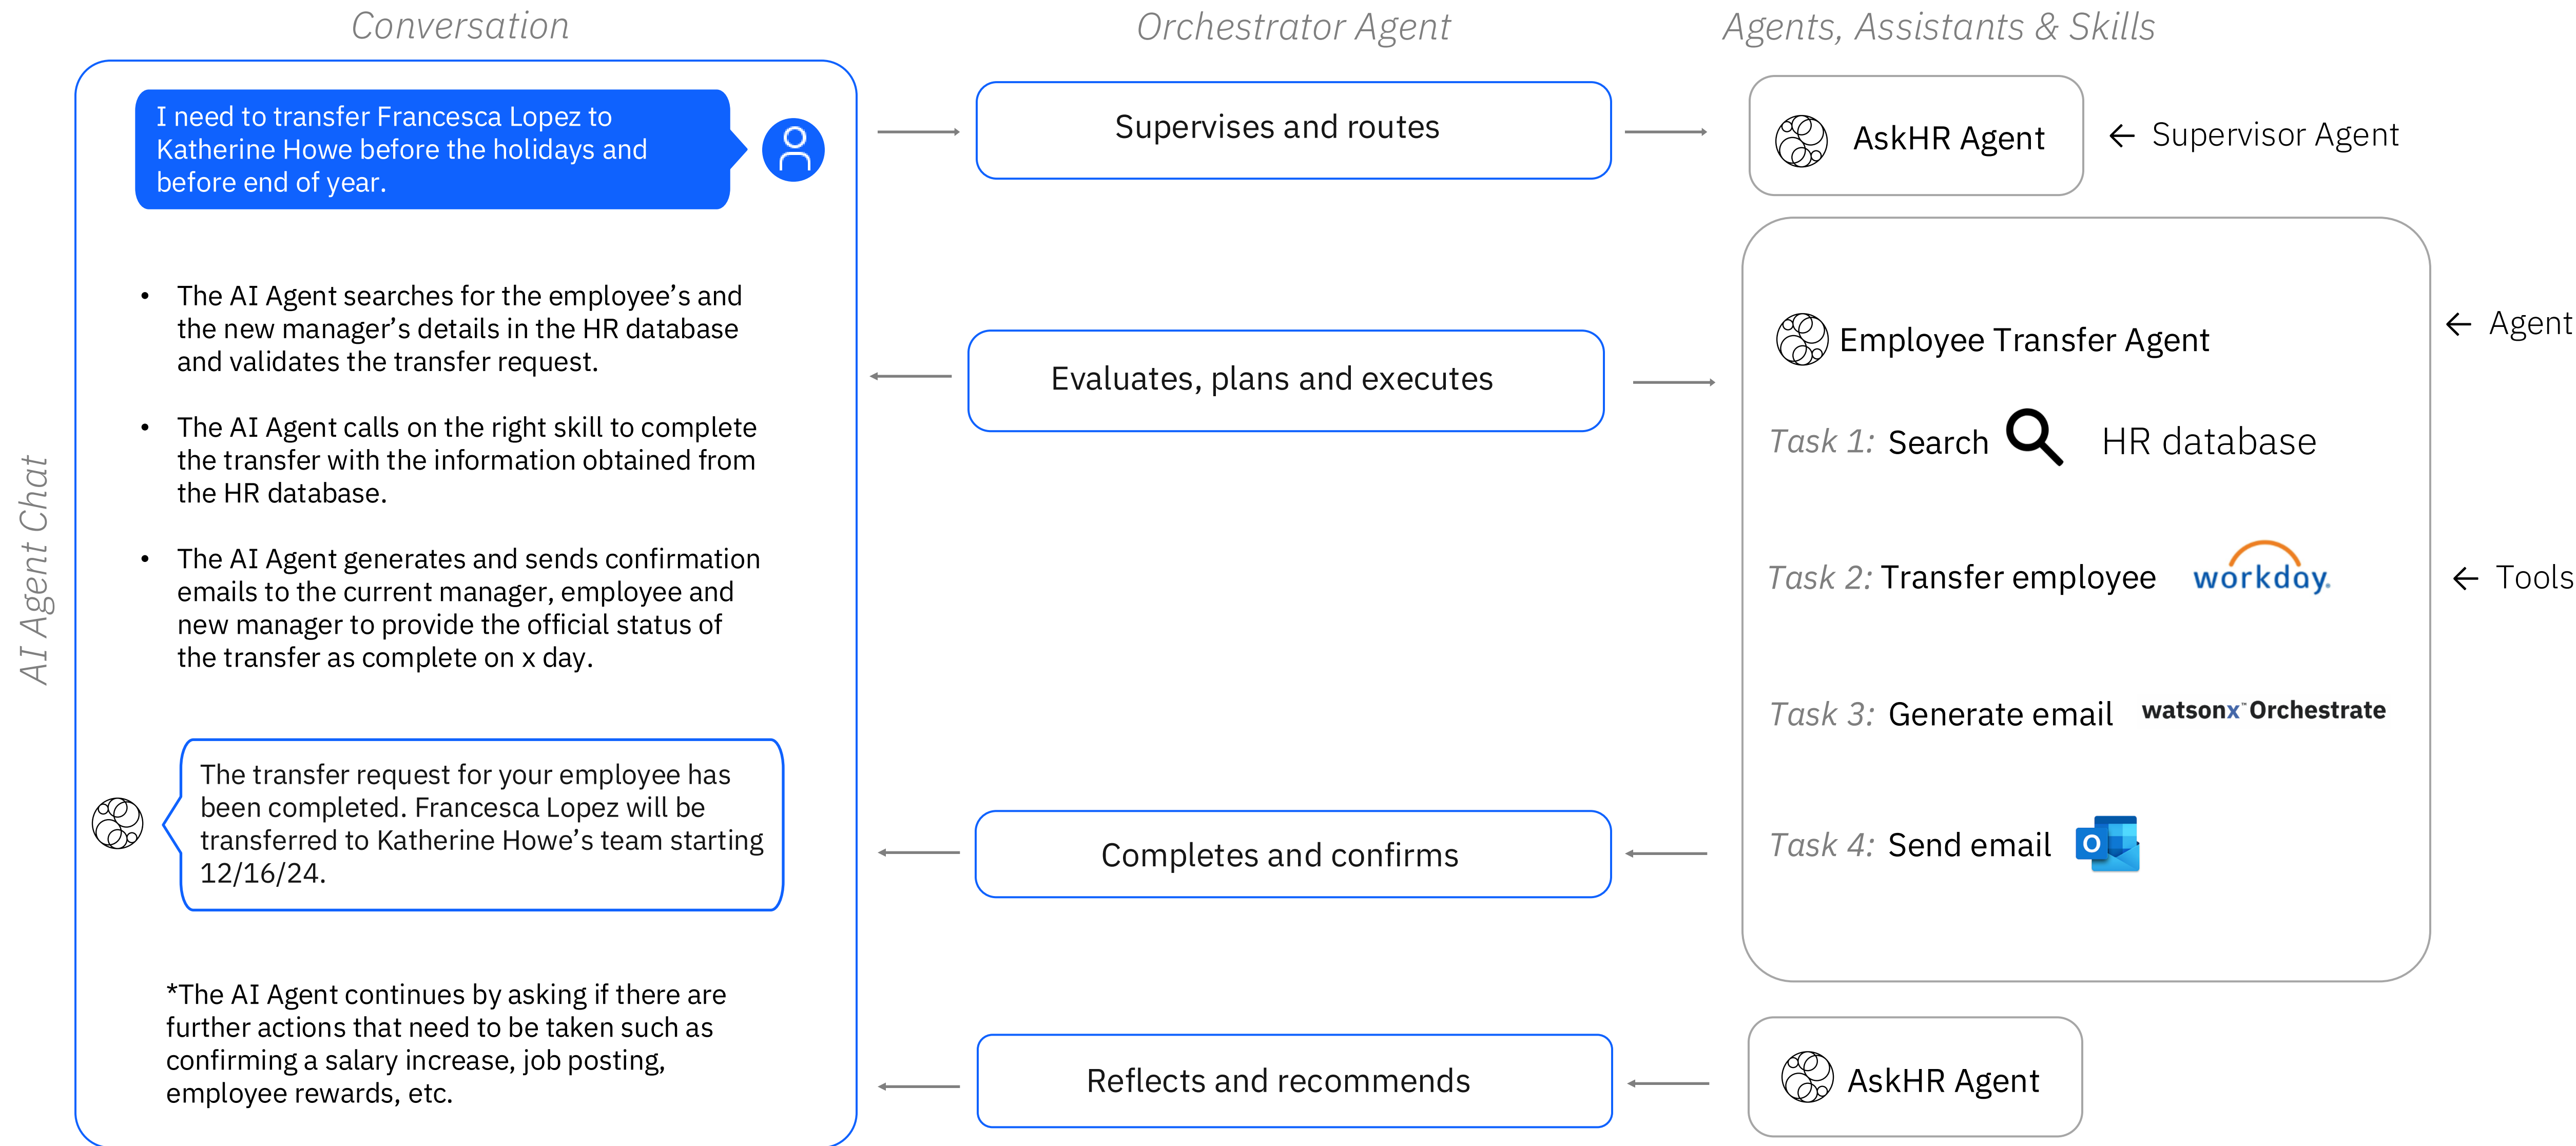 Conversation
Orchestrator Agent
Agents, Assistants & Skills
AI Agent Chat
I need to transfer Francesca Lopez to
Katherine Howe before the holidays and
before end of year.
Supervises and routes
AskHR Agent
← Supervisor Agent
• The AI Agent searches for the employee’s and
the new manager’s details in the HR database
and validates the transfer request.
• The AI Agent calls on the right skill to complete
the transfer with the information obtained from
the HR database.
• The AI Agent generates and sends confirmation
emails to the current manager, employee and
new manager to provide the official status of
the transfer as complete on x day.
Evaluates, plans and executes
Employee Transfer Agent
← Agent
Task 1: Search HR database
Task 2: Transfer employee workday.
← Tools
Task 3: Generate email watsonx™ Orchestrate
Task 4: Send email O
The transfer request for your employee has
been completed. Francesca Lopez will be
transferred to Katherine Howe’s team starting
12/16/24.
Completes and confirms
*The AI Agent continues by asking if there are
further actions that need to be taken such as
confirming a salary increase, job posting,
employee rewards, etc.
Reflects and recommends
AskHR Agent